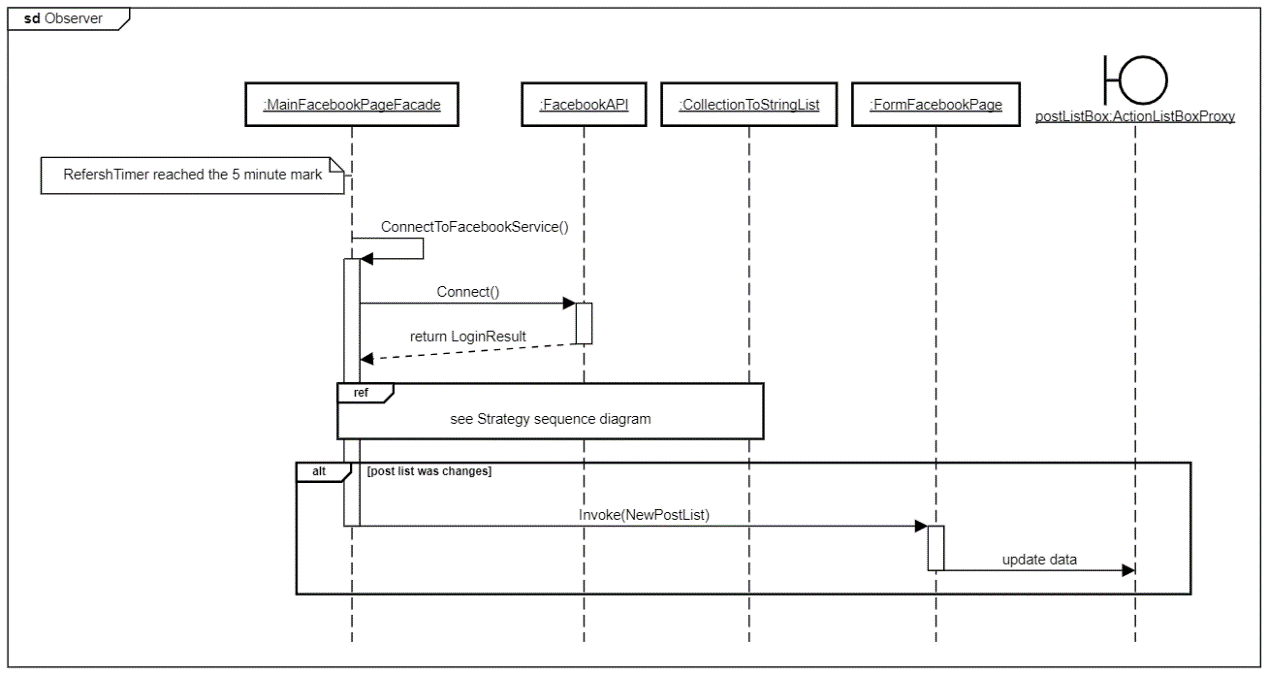 sd Observer
:MainFacebookPageFacade
:FacebookAPI
:CollectionToStringList
:FormFacebookPage
postListBox:ActionListBoxProxy
RefershTimer reached the 5 minute mark
ConnectToFacebookService()
Connect()
return LoginResult
ref
see Strategy sequence diagram
alt
[post list was changes]
Invoke(NewPostList)
update data